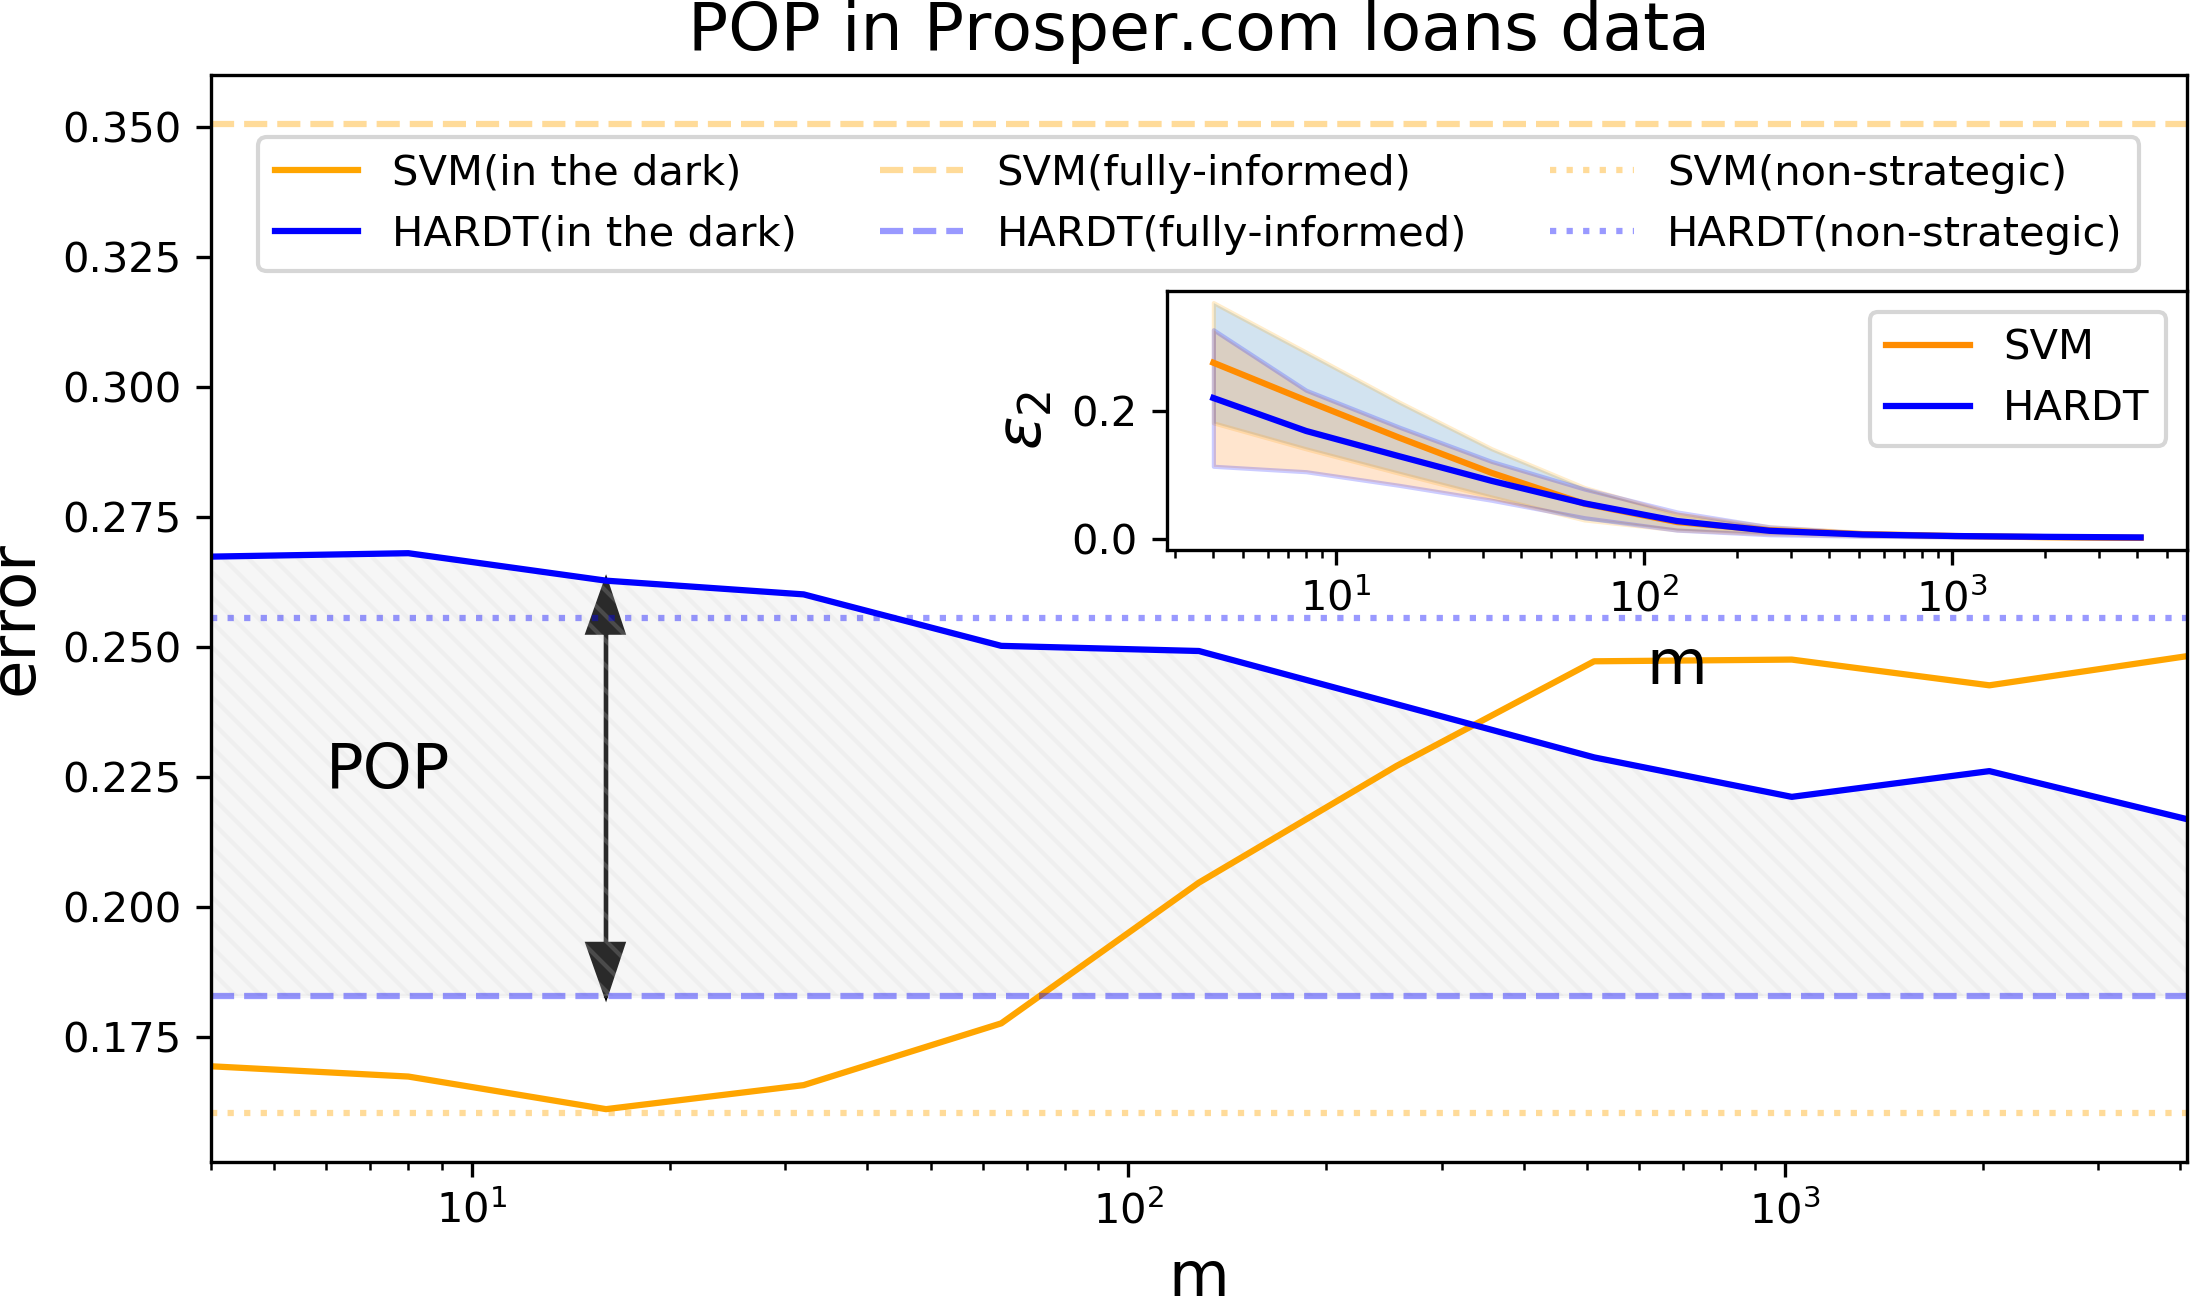 POP in Prosper.com loans data
error
0.350
0.325
0.300
0.275
0.250
0.225
0.200
0.175
SVM(in the dark) SVM(fully-informed) SVM(non-strategic)
HARDT(in the dark) HARDT(fully-informed) HARDT(non-strategic)
ε₂
0.2
0.0
SVM
HARDT
10¹ 10² 10³
m
POP
10¹ 10² 10³
m